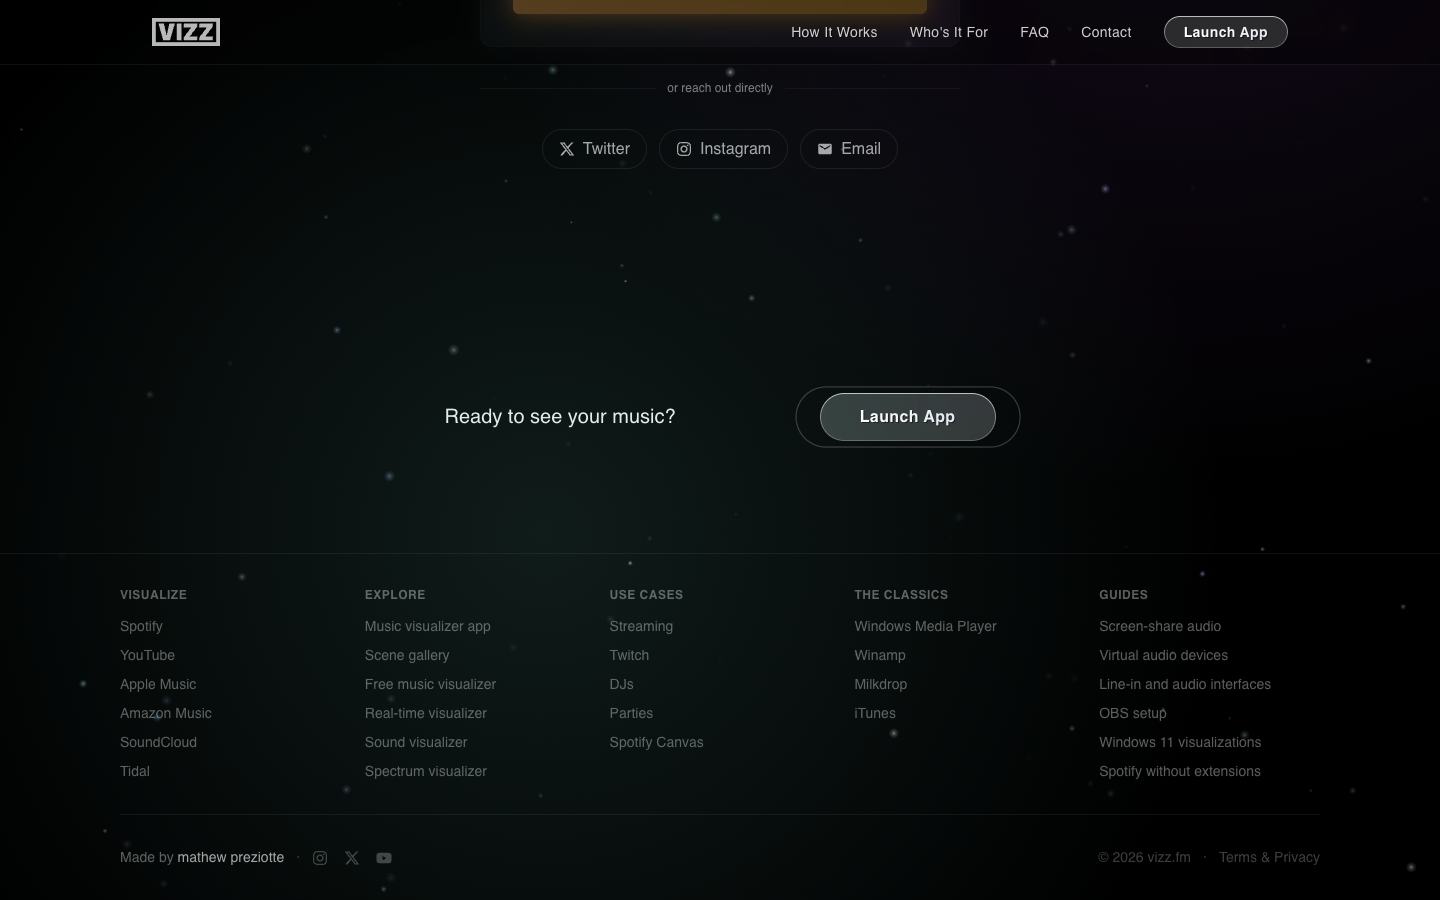 VIZZ
How It Works
Who's It For
FAQ
Contact
Launch App
or reach out directly
Twitter
Instagram
Email
Ready to see your music?
Launch App
VISUALIZE
Spotify
YouTube
Apple Music
Amazon Music
SoundCloud
Tidal
EXPLORE
Music visualizer app
Scene gallery
Free music visualizer
Real-time visualizer
Sound visualizer
Spectrum visualizer
USE CASES
Streaming
Twitch
DJs
Parties
Spotify Canvas
THE CLASSICS
Windows Media Player
Winamp
Milkdrop
iTunes
GUIDES
Screen-share audio
Virtual audio devices
Line-in and audio interfaces
OBS setup
Windows 11 visualizations
Spotify without extensions
Made by mathew preziotte ·
© 2026 vizz.fm · Terms & Privacy